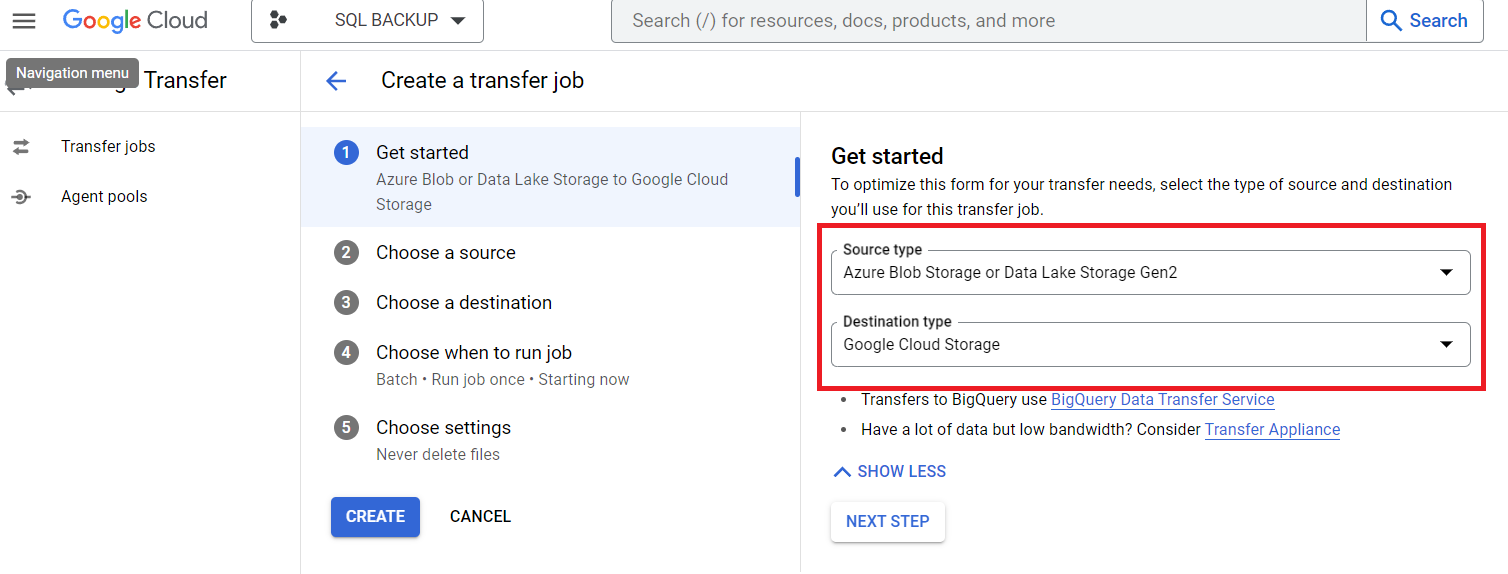 Google Cloud
SQL BACKUP
Search (/) for resources, docs, products, and more
Search
Navigation menu
Transfer
Create a transfer job
Transfer jobs
Agent pools
1
Get started
Azure Blob or Data Lake Storage to Google Cloud
Storage
2
Choose a source
3
Choose a destination
4
Choose when to run job
Batch • Run job once • Starting now
5
Choose settings
Never delete files
CREATE
CANCEL
Get started
To optimize this form for your transfer needs, select the type of source and destination
you’ll use for this transfer job.
Source type
Azure Blob Storage or Data Lake Storage Gen2
Destination type
Google Cloud Storage
• Transfers to BigQuery use BigQuery Data Transfer Service
• Have a lot of data but low bandwidth? Consider Transfer Appliance
SHOW LESS
NEXT STEP